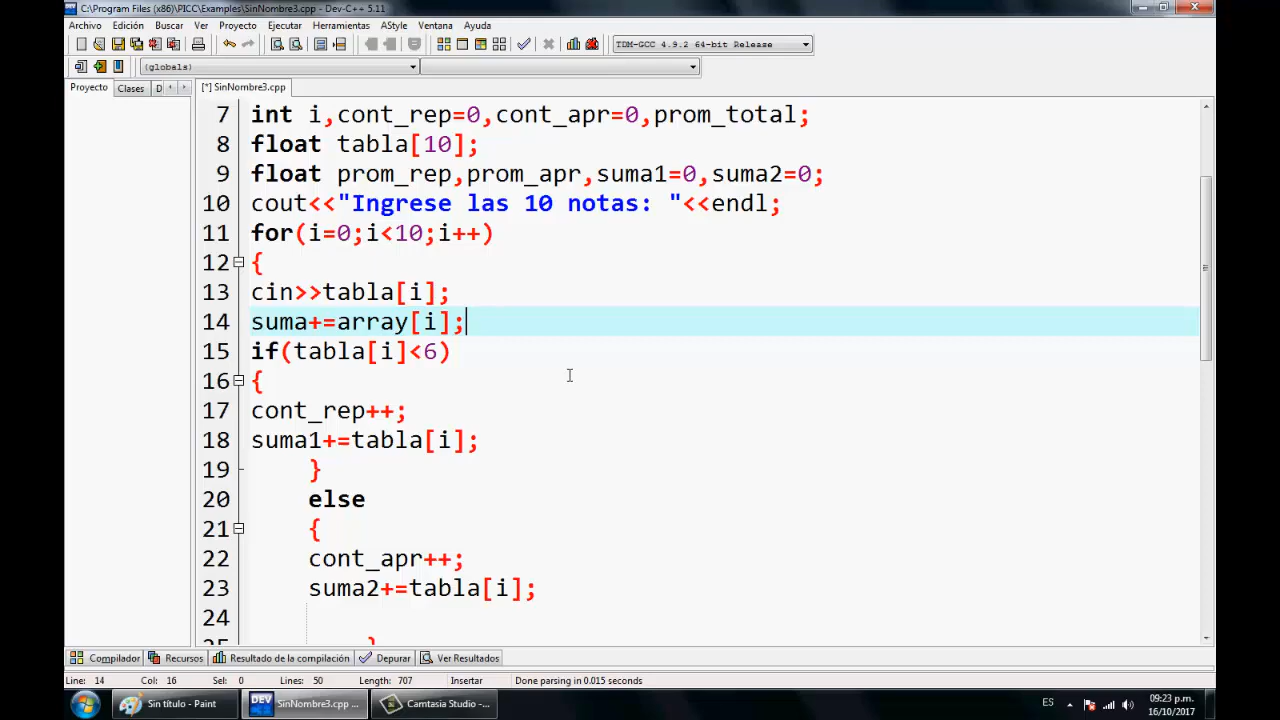 C:\Program Files (x86)\PICC\Examples\SinNombre3.cpp - Dev-C++ 5.11
Archivo Edición Buscar Ver Proyecto Ejecutar Herramientas AStyle Ventana Ayuda
TDM-GCC 4.9.2 64-bit Release
(globals)
Proyecto Clases D [*] SinNombre3.cpp
7 int i,cont_rep=0,cont_apr=0,prom_total;
8 float tabla[10];
9 float prom_rep,prom_apr,suma1=0,suma2=0;
10 cout<<"Ingrese las 10 notas: "<<endl;
11 for(i=0;i<10;i++)
12 {
13 cin>>tabla[i];
14 suma+=array[i];
15 if(tabla[i]<6)
16 {
17 cont_rep++;
18 suma1+=tabla[i];
19 }
20 else
21 {
22 cont_apr++;
23 suma2+=tabla[i];
24
25 }
Compilador Recursos Resultado de la compilación Depurar Ver Resultados
Line: 14 Col: 16 Sel: 0 Lines: 50 Length: 707 Insertar Done parsing in 0.015 seconds
Sin título - Paint DEV SinNombre3.cpp ... Camtasia Studio -... ES 09:23 p.m.
16/10/2017